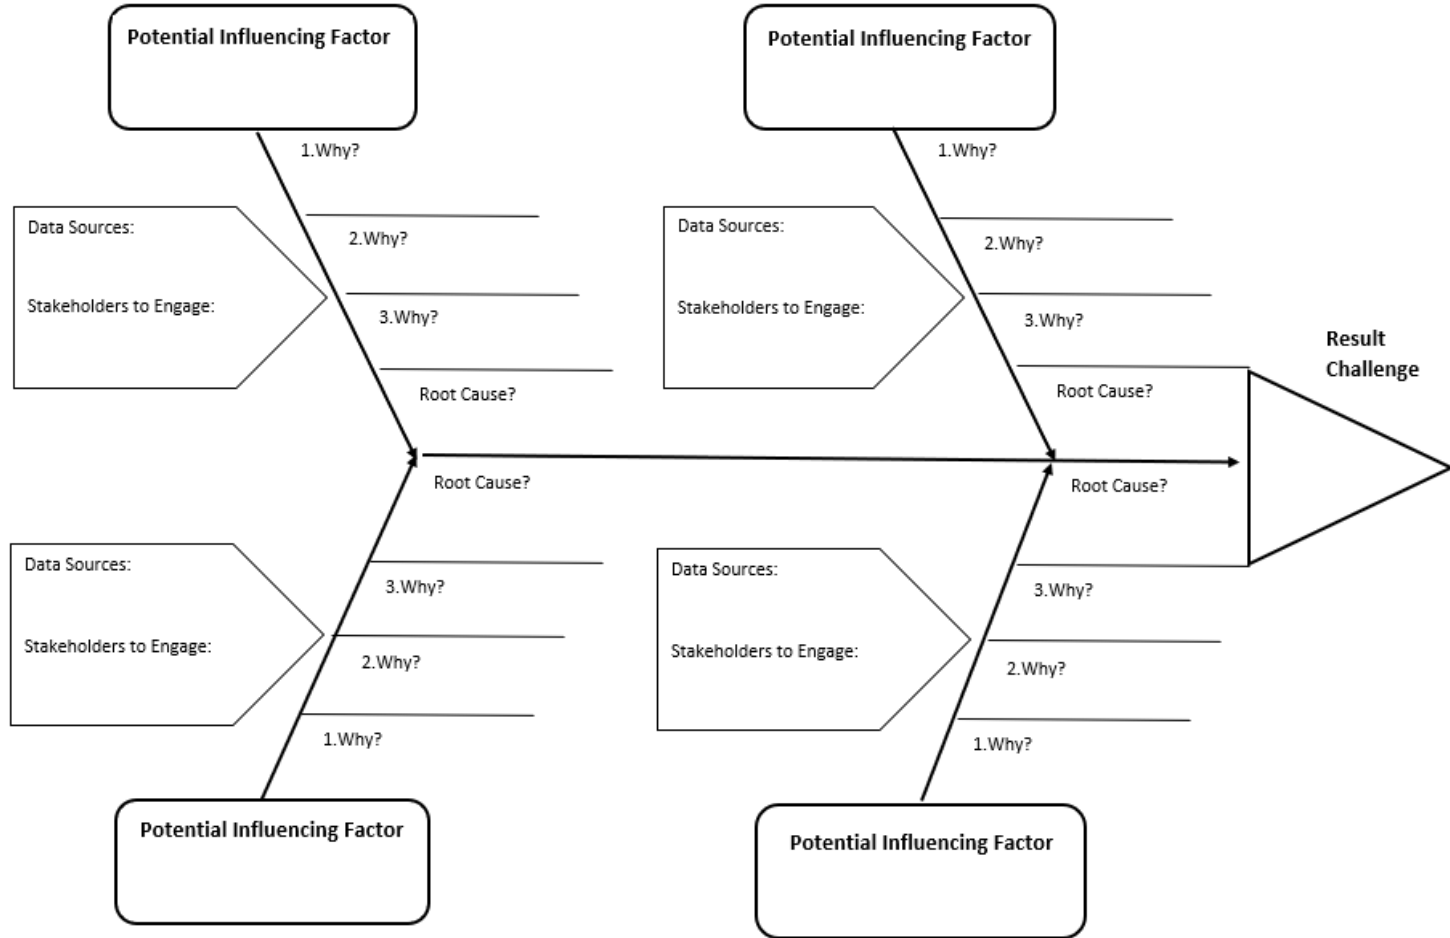 Potential Influencing Factor
1.Why?
Data Sources:
2.Why?
Stakeholders to Engage:
3.Why?
Root Cause?
Potential Influencing Factor
1.Why?
Data Sources:
2.Why?
Stakeholders to Engage:
3.Why?
Root Cause?
Result
Challenge
Root Cause?
Data Sources:
3.Why?
Stakeholders to Engage:
2.Why?
1.Why?
Potential Influencing Factor
Root Cause?
Data Sources:
3.Why?
Stakeholders to Engage:
2.Why?
1.Why?
Potential Influencing Factor